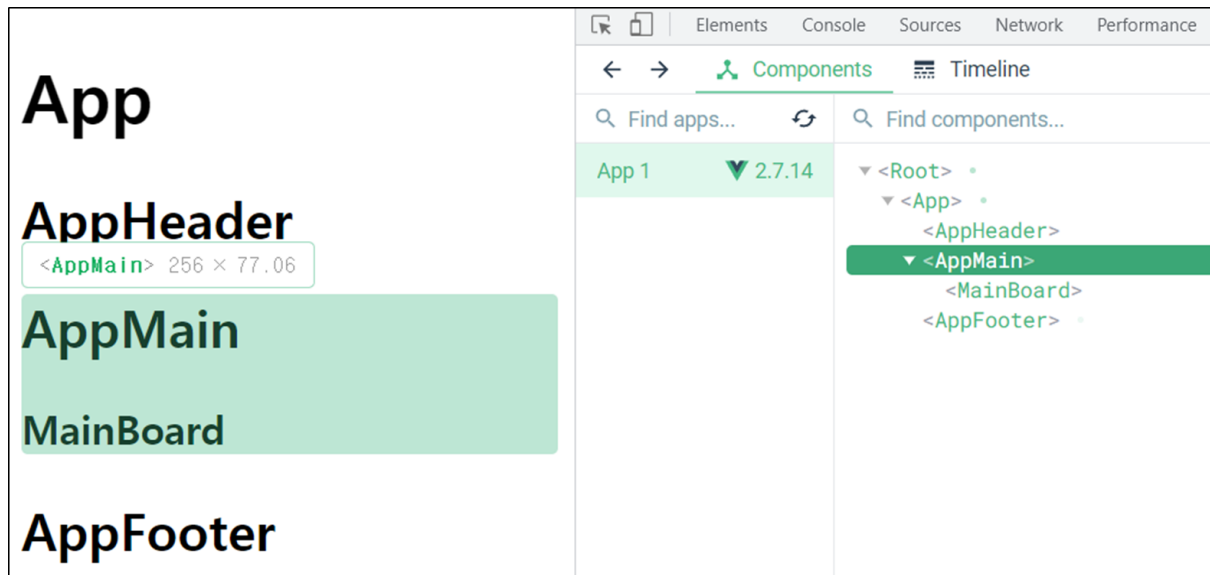 App
AppHeader
<AppMain> 256 × 77.06
AppMain
MainBoard
AppFooter
Elements Console Sources Network Performance
Components Timeline
Find apps...
Find components...
App 1 2.7.14
<Root>
<App>
<AppHeader>
<AppMain>
<MainBoard>
<AppFooter>